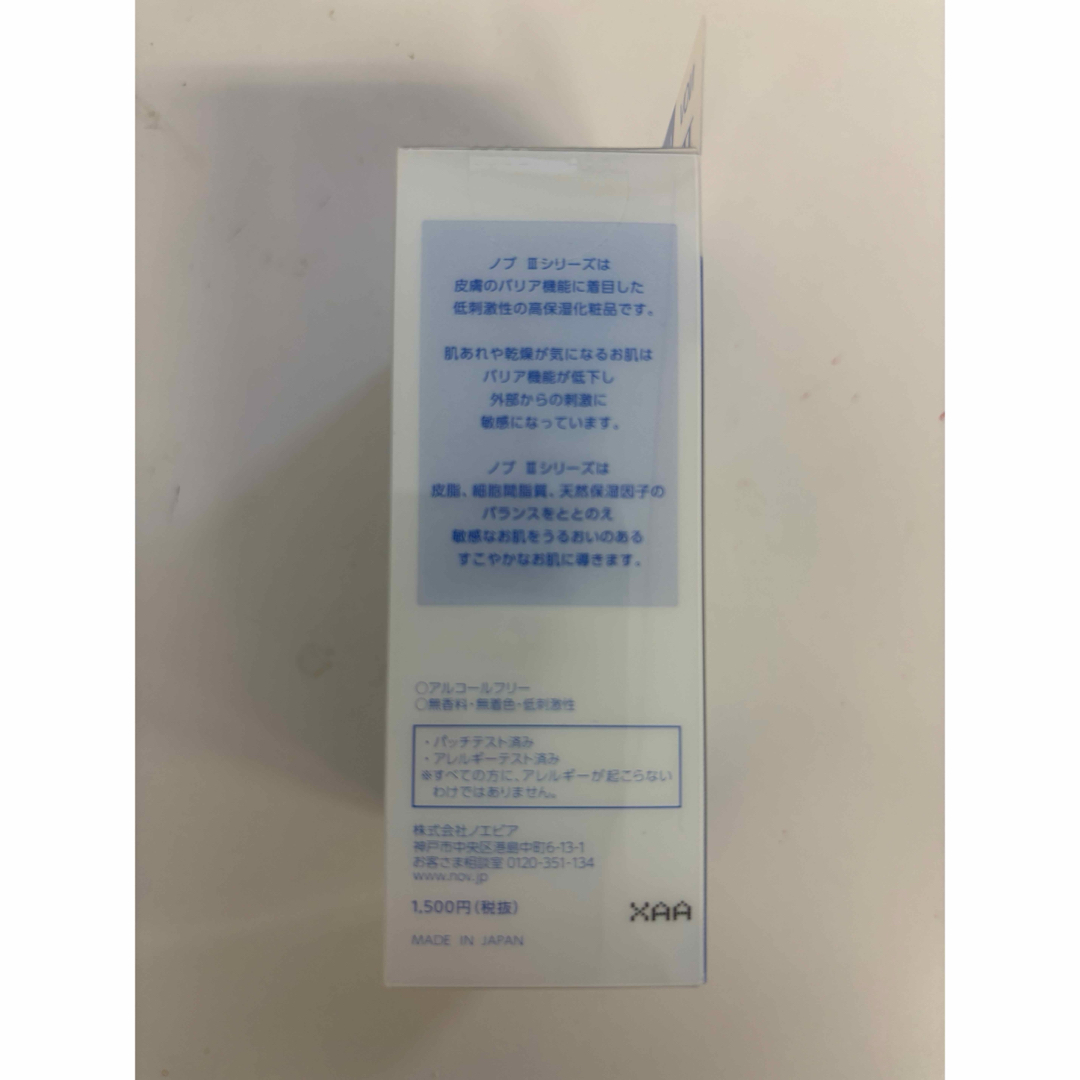 ノブ Ⅲシリーズは
皮膚のバリア機能に着目した
低刺激性の高保湿化粧品です。
肌あれや乾燥が気になるお肌は
バリア機能が低下し
外部からの刺激に
敏感になっています。
ノブ Ⅲシリーズは
皮脂、細胞間脂質、天然保湿因子の
バランスをととのえ
敏感なお肌をうるおいのある
すこやかなお肌に導きます。
○アルコールフリー
○無香料・無着色・低刺激性
・パッチテスト済み
・アレルギーテスト済み
※すべての方に、アレルギーが起こらない
わけではありません。
株式会社ノエビア
神戸市中央区港島中町6-13-1
お客さま相談室 0120-351-134
www.nov.jp
1,500円(税抜)
XAA
MADE IN JAPAN